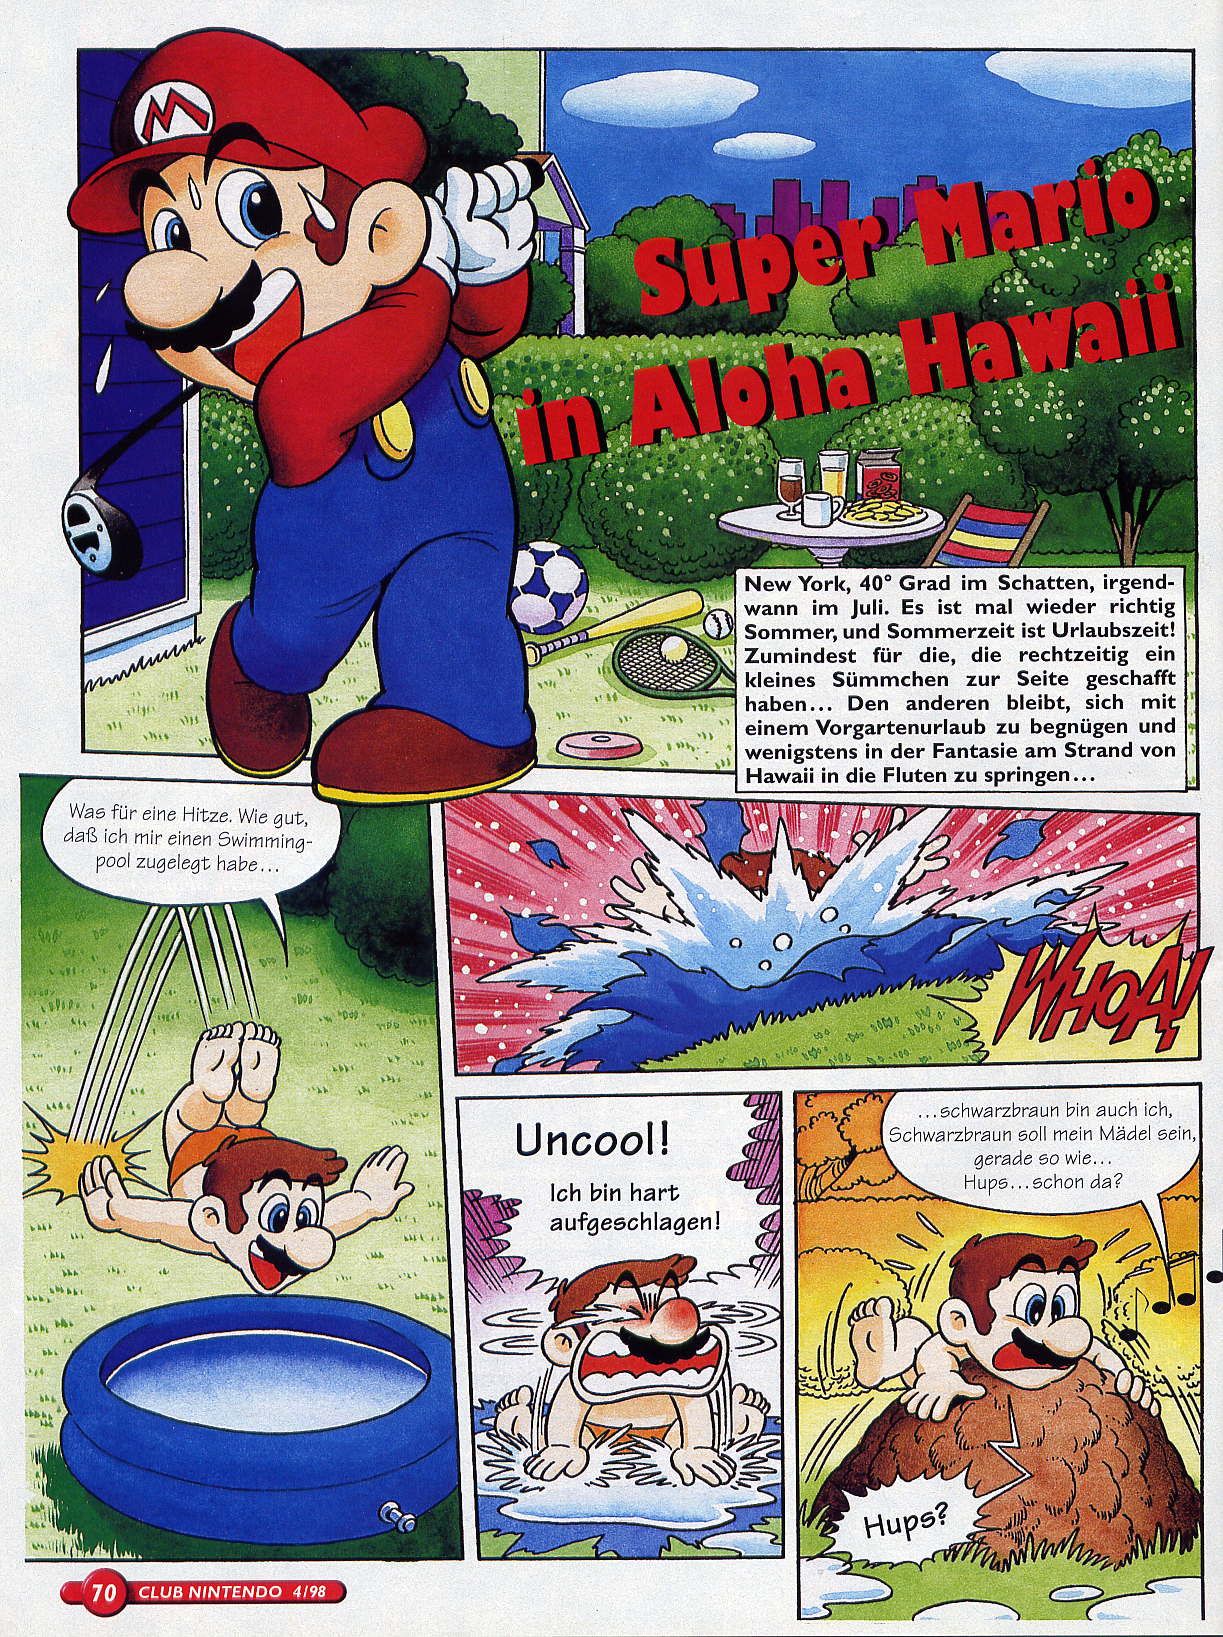 M
Super Mario
in Aloha Hawaii
New York, 40° Grad im Schatten, irgend-
wann im Juli. Es ist mal wieder richtig
Sommer, und Sommerzeit ist Urlaubszeit!
Zumindest für die, die rechtzeitig ein
kleines Sümmchen zur Seite geschafft
haben... Den anderen bleibt, sich mit
einem Vorgartenurlaub zu begnügen und
wenigstens in der Fantasie am Strand von
Hawaii in die Fluten zu springen...
Was für eine Hitze. Wie gut,
daß ich mir einen Swimming-
pool zugelegt habe...
WHOA!
Uncool!
Ich bin hart
aufgeschlagen!
...schwarzbraun bin auch ich,
Schwarzbraun soll mein Mädel sein,
gerade so wie...
Hups...schon da?
Hups?
70 CLUB NINTENDO 4/98